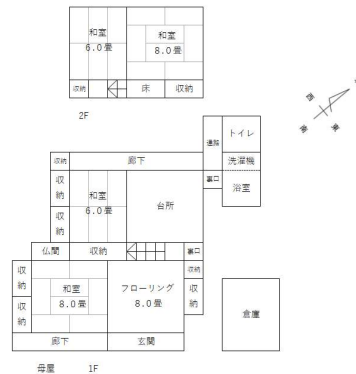 和室
6.0 畳
和室
8.0 畳
収納
床
収納
2F
西
東
南
通路
トイレ
洗濯機
裏口
浴室
収納
廊下
収納
和室
6.0 畳
台所
収納
仏間
収納
裏口
収納
収納
和室
8.0 畳
フローリング
8.0 畳
収納
収納
廊下
玄関
倉庫
母屋 1F